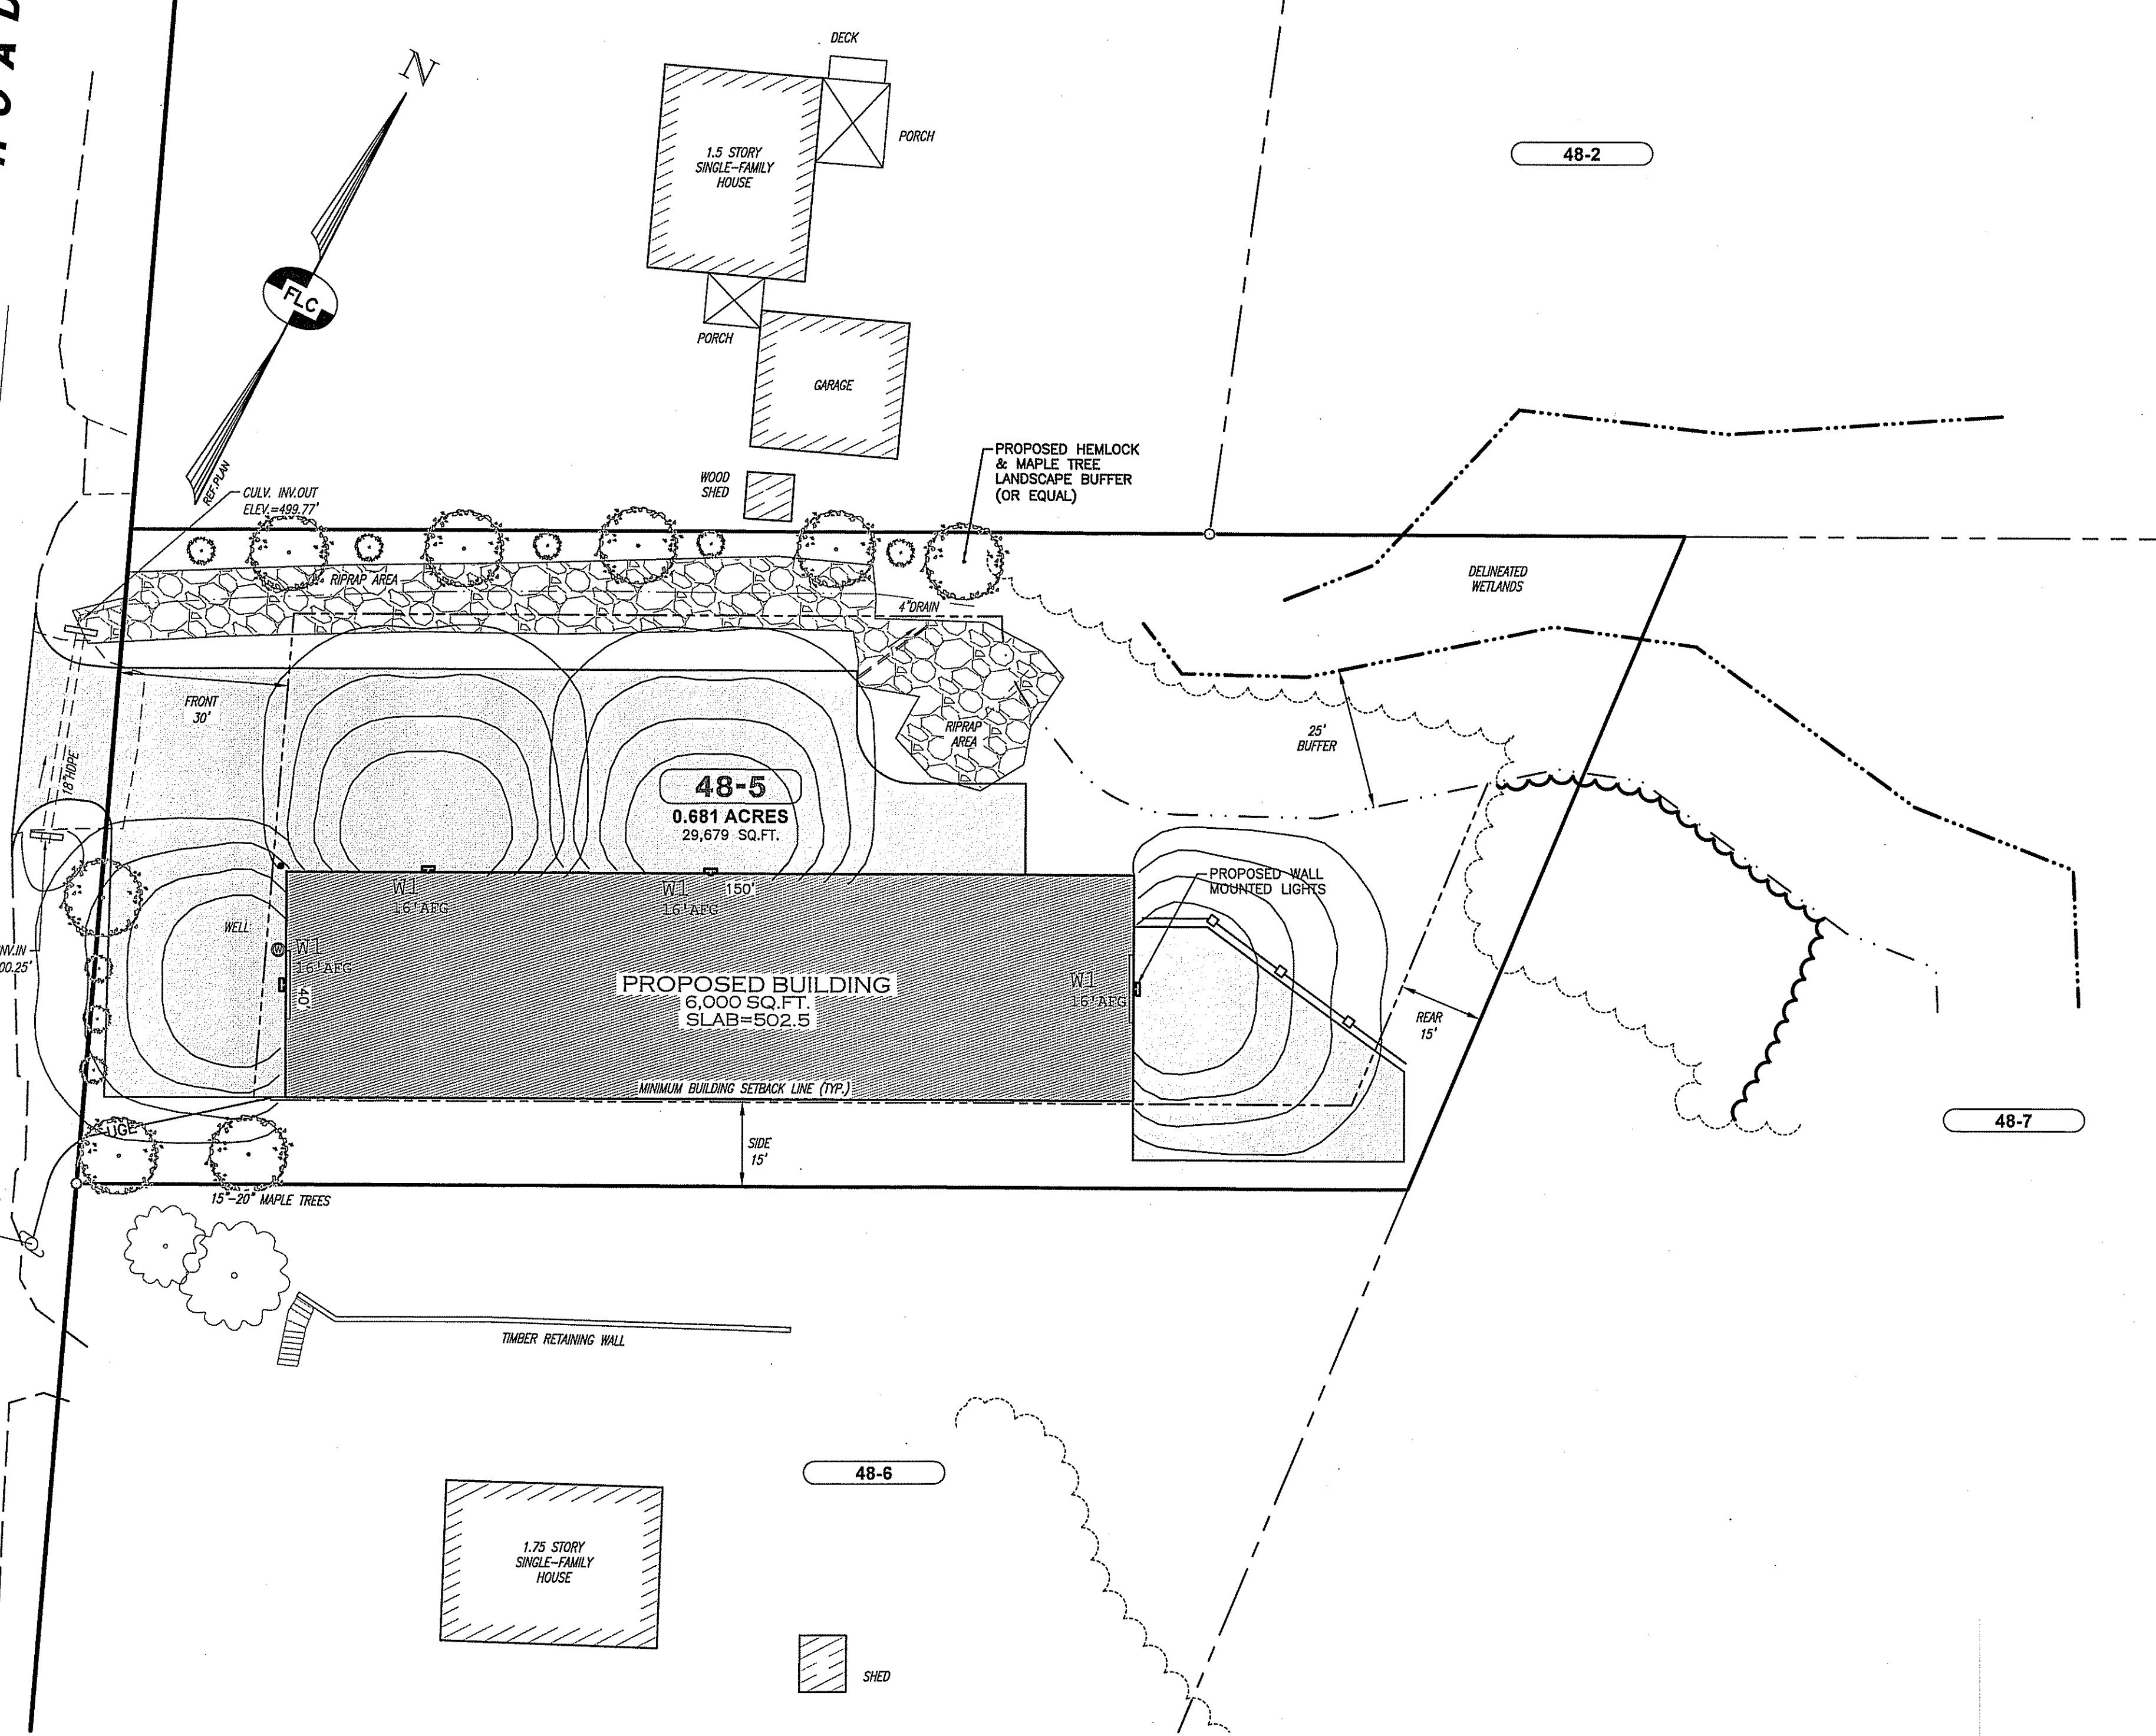 ROAD
N
FLC
REF.PLAN
DECK
PORCH
1.5 STORY
SINGLE-FAMILY
HOUSE
PORCH
GARAGE
48-2
WOOD
SHED
PROPOSED HEMLOCK
& MAPLE TREE
LANDSCAPE BUFFER
(OR EQUAL)
CULV. INV.OUT
ELEV.=499.77'
RIPRAP AREA
4"DRAIN
DELINEATED
WETLANDS
FRONT
30'
18"HDPE
RIPRAP
AREA
25'
BUFFER
48-5
0.681 ACRES
29,679 SQ.FT.
PROPOSED WALL
MOUNTED LIGHTS
W1
16'AFG
W1
16'AFG
150'
WELL
W
W1
16'AFG
40'
INV.IN
00.25'
PROPOSED BUILDING
6,000 SQ.FT.
SLAB=502.5
W1
16'AFG
REAR
15'
MINIMUM BUILDING SETBACK LINE (TYP.)
UGE
SIDE
15'
48-7
15"-20" MAPLE TREES
TIMBER RETAINING WALL
48-6
1.75 STORY
SINGLE-FAMILY
HOUSE
SHED